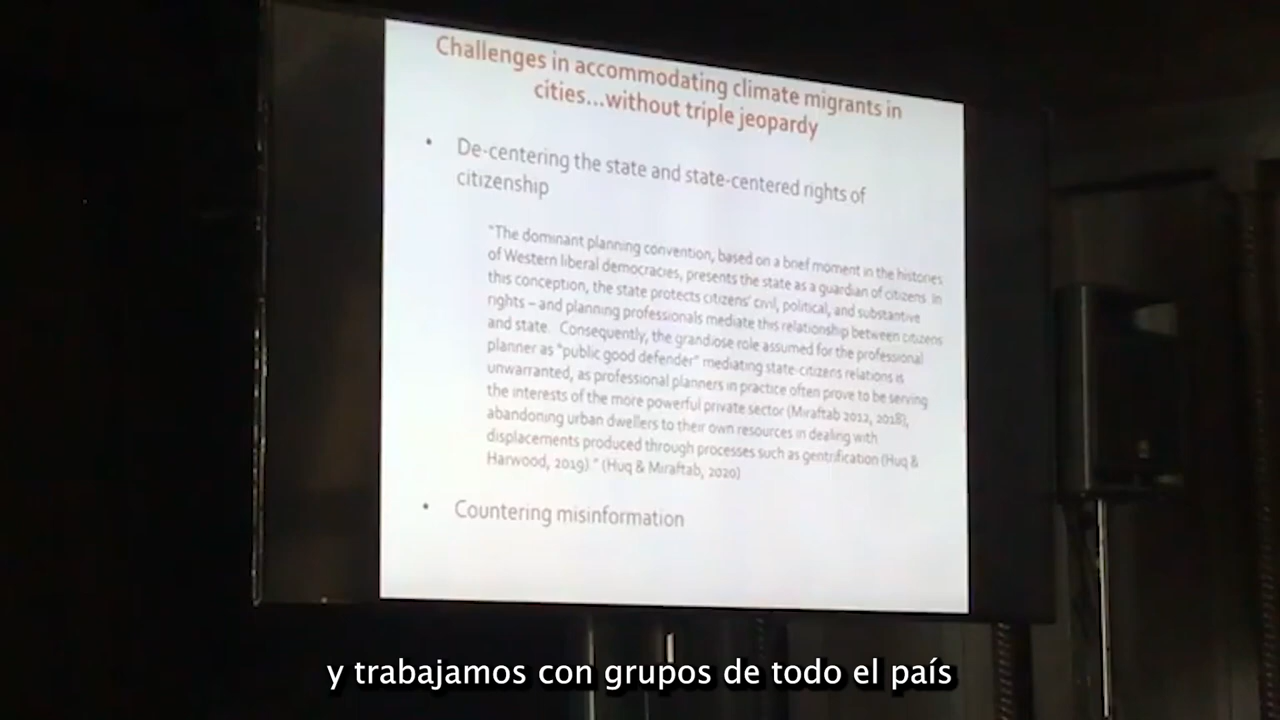 Challenges in accommodating climate migrants in
cities...without triple jeopardy
• De-centering the state and state-centered rights of
citizenship
"The dominant planning convention, based on a brief moment in the histories
of Western liberal democracies, presents the state as a guardian of citizens. In
this conception, the state protects citizens' civil, political, and substantive
rights – and planning professionals mediate this relationship between citizens
and state. Consequently, the grandiose role assumed for the professional
planner as "public good defender" mediating state-citizens relations is
unwarranted, as professional planners in practice often prove to be serving
the interests of the more powerful private sector (Miraftab 2012, 2018),
abandoning urban dwellers to their own resources in dealing with
displacements produced through processes such as gentrification (Huq &
Harwood, 2019)." (Huq & Miraftab, 2020)
• Countering misinformation
y trabajamos con grupos de todo el país